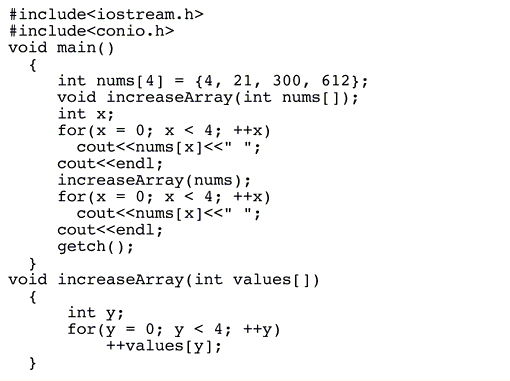 #include<iostream.h>
#include<conio.h>
void main()
{
int nums[4] = {4, 21, 300, 612};
void increaseArray(int nums[]);
int x;
for(x = 0; x < 4; ++x)
cout<<nums[x]<<" ";
cout<<endl;
increaseArray(nums);
for(x = 0; x < 4; ++x)
cout<<nums[x]<<" ";
cout<<endl;
getch();
}
void increaseArray(int values[])
{
int y;
for(y = 0; y < 4; ++y)
++values[y];
}